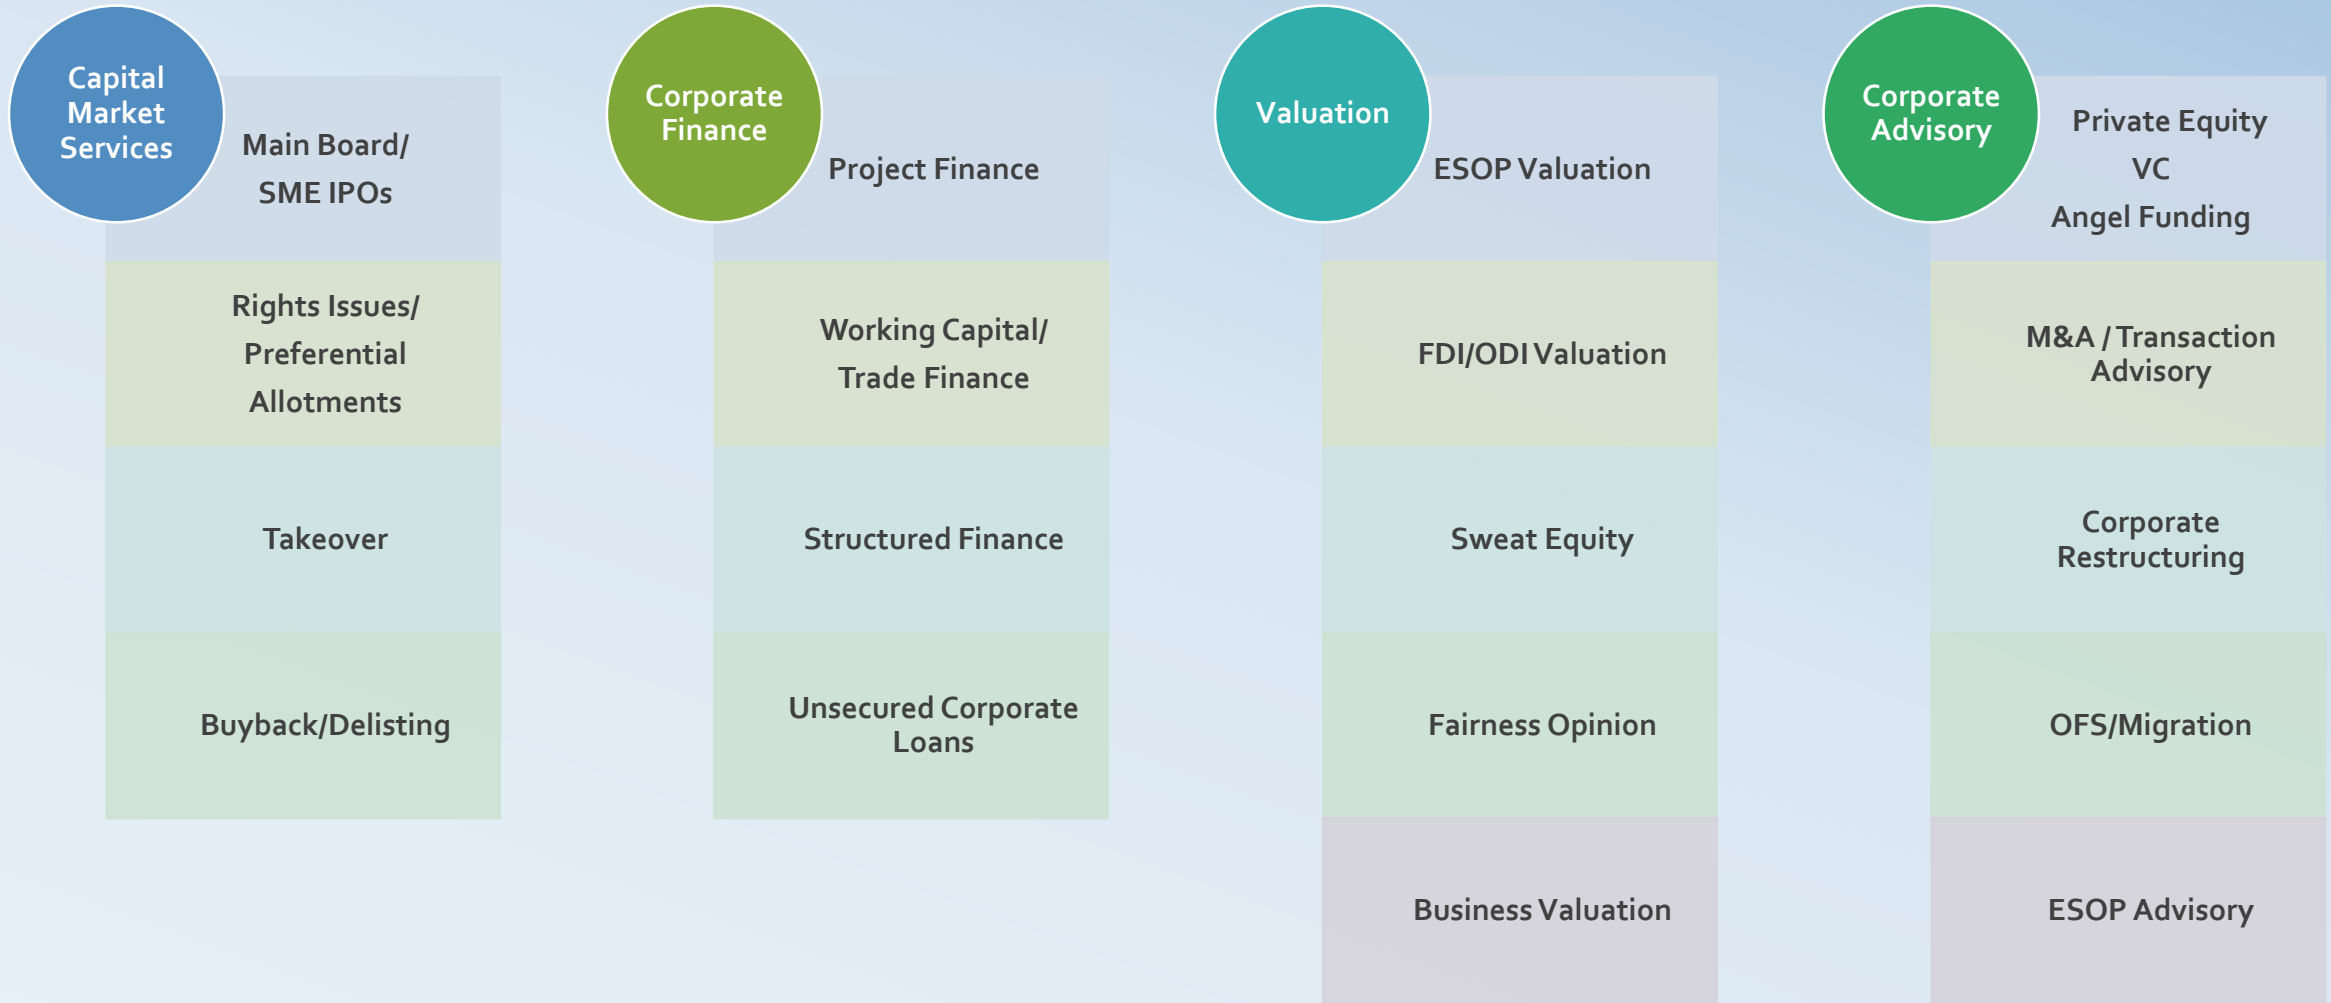 Capital
Market
Services
Main Board/
SME IPOs
Rights Issues/
Preferential
Allotments
Takeover
Buyback/Delisting
Corporate
Finance
Project Finance
Working Capital/
Trade Finance
Structured Finance
Unsecured Corporate
Loans
Valuation
ESOP Valuation
FDI/ODI Valuation
Sweat Equity
Fairness Opinion
Business Valuation
Corporate
Advisory
Private Equity
VC
Angel Funding
M&A / Transaction
Advisory
Corporate
Restructuring
OFS/Migration
ESOP Advisory